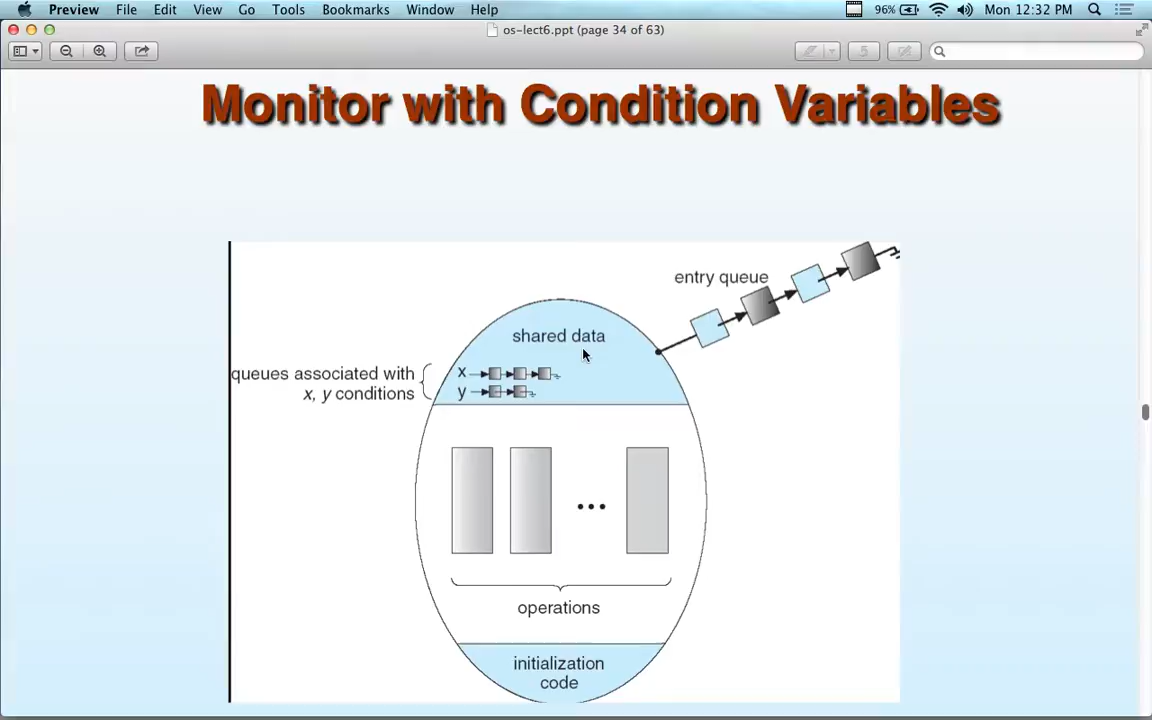 Preview File Edit View Go Tools Bookmarks Window Help 96% Mon 12:32 PM
os-lect6.ppt (page 34 of 63)
Monitor with Condition Variables
entry queue
shared data
queues associated with
x, y conditions
x
y
operations
initialization
code